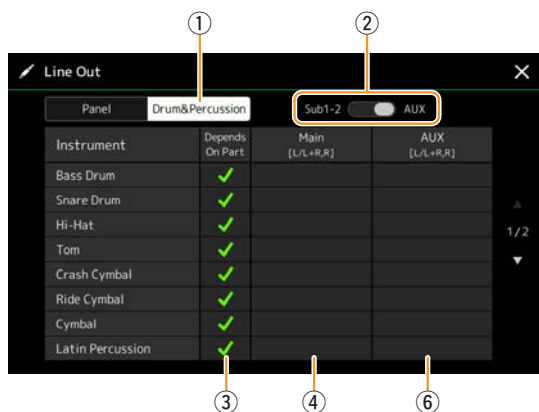 ① ②
Line Out
Panel Drum&Percussion Sub1-2 AUX
Instrument Depends On Part Main [L/L+R,R] AUX [L/L+R,R]
Bass Drum
Snare Drum
Hi-Hat
1/2
Tom
Crash Cymbal
Ride Cymbal
Cymbal
Latin Percussion
③ ④ ⑥